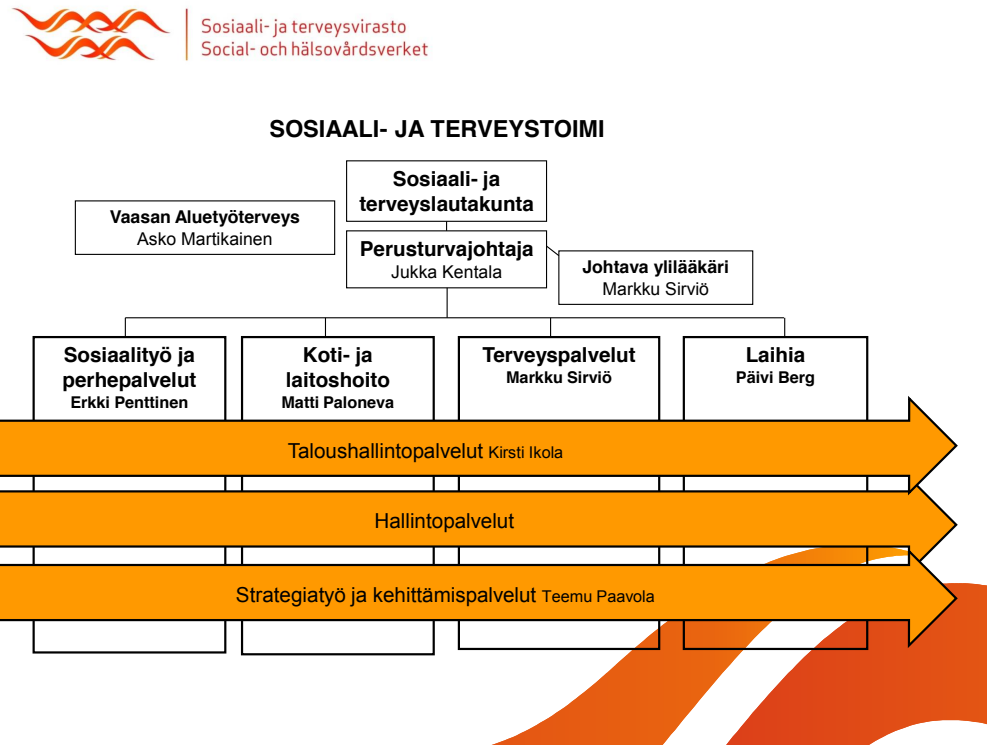 Sosiaali- ja terveysvirasto
Social- och hälsovårdsverket
SOSIAALI- JA TERVEYSTOIMI
Sosiaali- ja
terveyslautakunta
Vaasan Aluetyöterveys
Asko Martikainen
Perusturvajohtaja
Jukka Kentala
Johtava ylilääkäri
Markku Sirviö
Sosiaalityö ja
perhepalvelut
Erkki Penttinen
Koti- ja
laitoshoito
Matti Paloneva
Terveyspalvelut
Markku Sirviö
Laihia
Päivi Berg
Taloushallintopalvelut Kirsti Ikola
Hallintopalvelut
Strategiatyö ja kehittämispalvelut Teemu Paavola